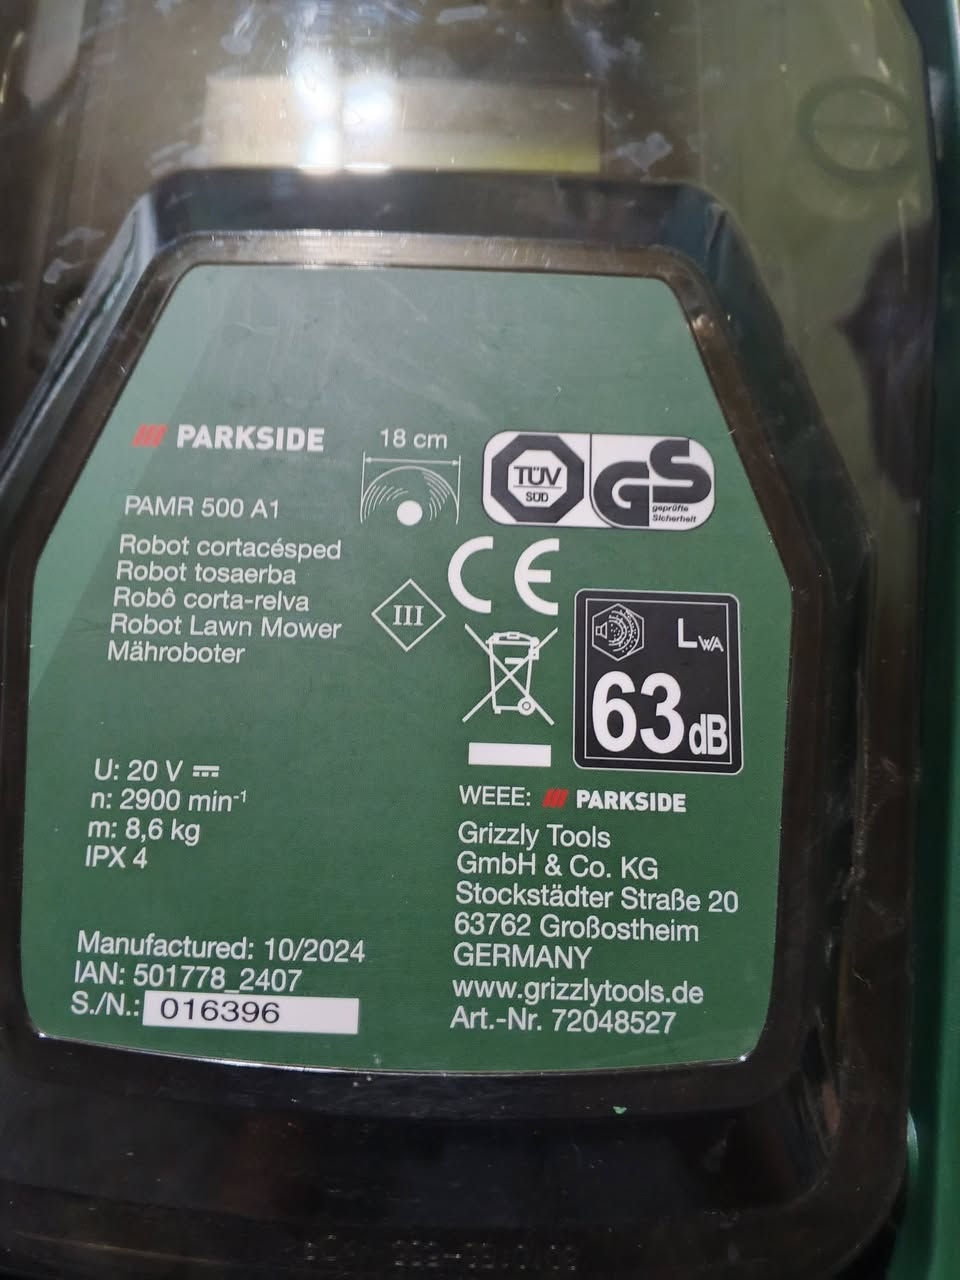 PARKSIDE
18 cm
TÜV
SÜD
GS
geprüfte
Sicherheit
PAMR 500 A1
Robot cortacésped
Robot tosaerba
Robô corta-relva
Robot Lawn Mower
Mähroboter
III
CE
LWA
63 dB
U: 20 V
n: 2900 min-1
m: 8,6 kg
IPX 4
WEEE: PARKSIDE
Grizzly Tools
GmbH & Co. KG
Stockstädter Straße 20
63762 Großostheim
GERMANY
www.grizzlytools.de
Art.-Nr. 72048527
Manufactured: 10/2024
IAN: 501778_2407
S./N.: 016396